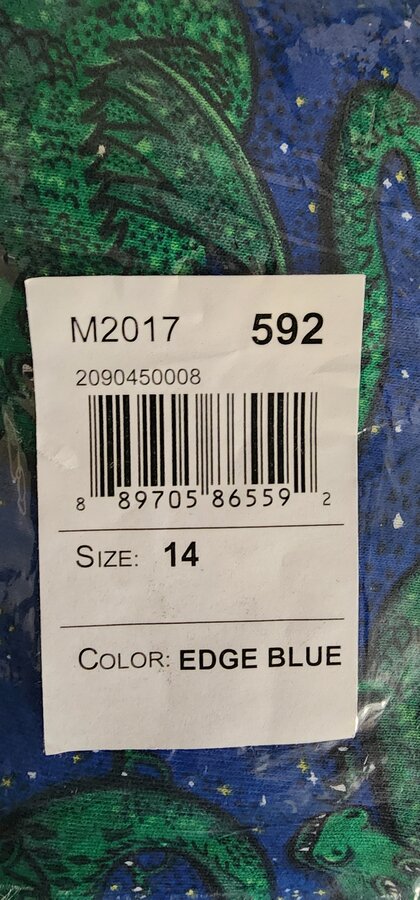 M2017 592
2090450008
8 89705 86559 2
SIZE: 14
COLOR: EDGE BLUE